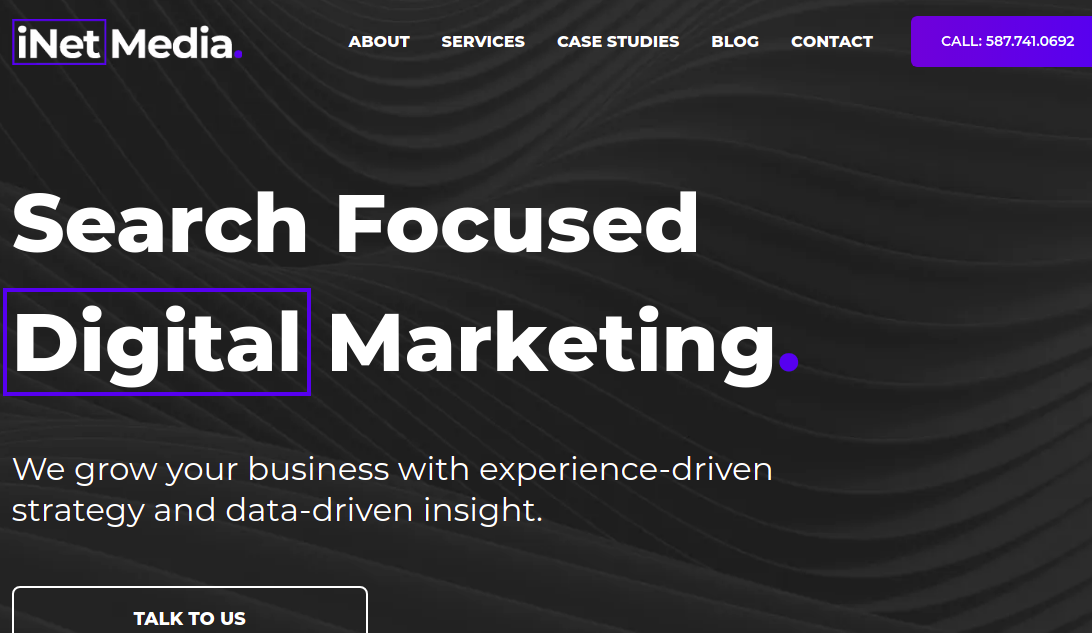 iNet Media.
ABOUT SERVICES CASE STUDIES BLOG CONTACT CALL: 587.741.0692
Search Focused
Digital Marketing.
We grow your business with experience-driven
strategy and data-driven insight.
TALK TO US